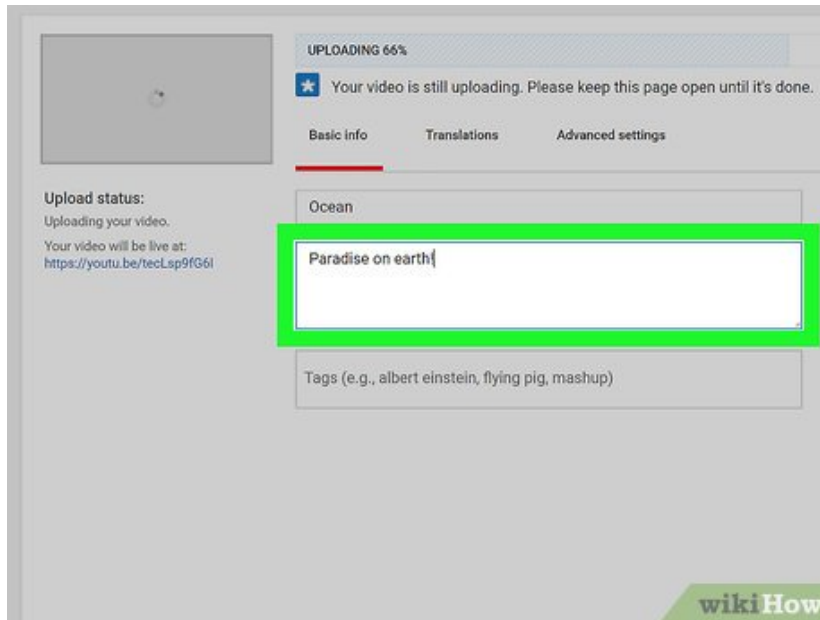 UPLOADING 66%
Your video is still uploading. Please keep this page open until it's done.
Basic info Translations Advanced settings
Upload status:
Uploading your video.
Your video will be live at:
https://youtu.be/tecLsp9fG6I
Ocean
Paradise on earth!
Tags (e.g., albert einstein, flying pig, mashup)
wikiHow